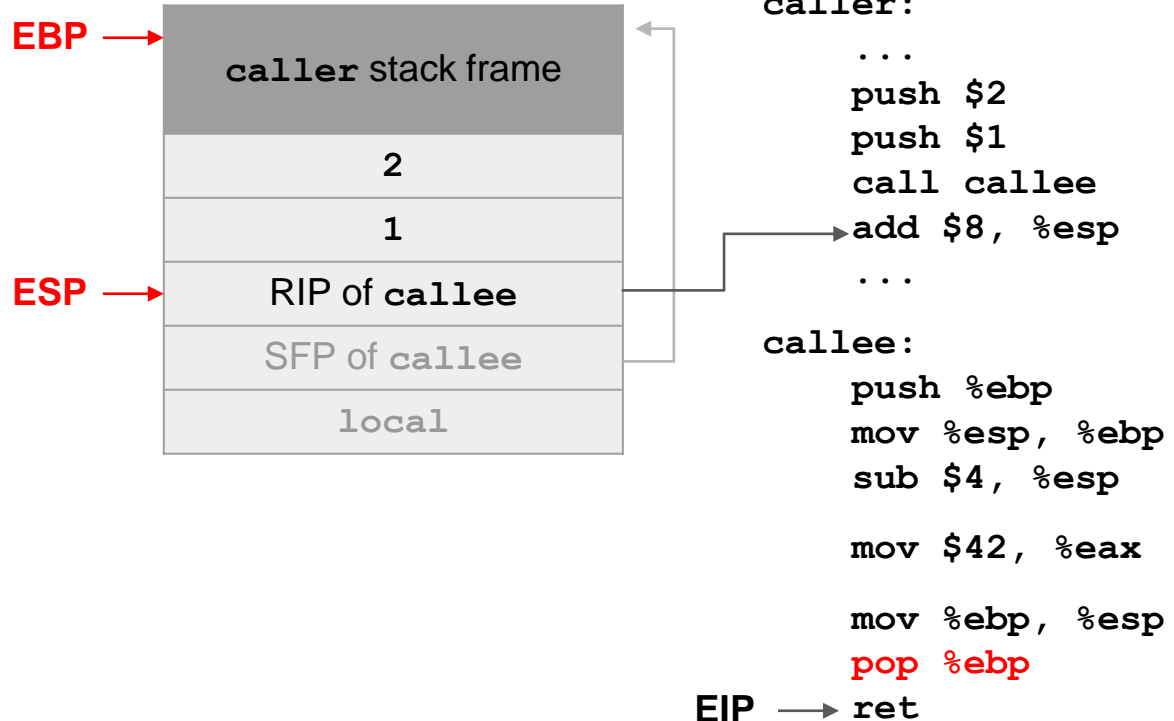 EBP
caller stack frame
2
1
ESP
RIP of callee
SFP of callee
local
caller:
...
push $2
push $1
call callee
add $8, %esp
...
callee:
push %ebp
mov %esp, %ebp
sub $4, %esp
mov $42, %eax
mov %ebp, %esp
pop %ebp
EIP
ret